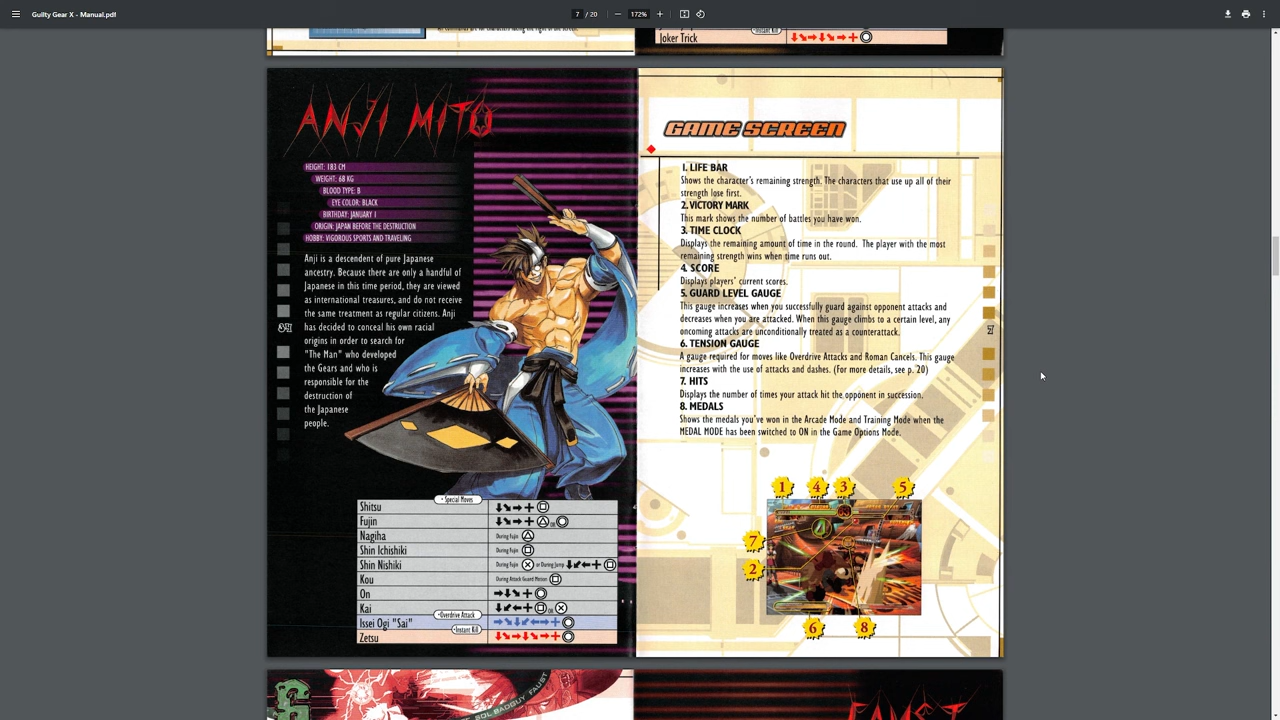 Guilty Gear X - Manual.pdf
7 / 20
172%
Joker Trick
Instant Kill
ANJI MITO
HEIGHT: 183 CM
WEIGHT: 68 KG
BLOOD TYPE: B
EYE COLOR: BLACK
BIRTHDAY: JANUARY 1
ORIGIN: JAPAN BEFORE THE DESTRUCTION
HOBBY: VIGOROUS SPORTS AND TRAVELING
Anji is a descendent of pure Japanese
ancestry. Because there are only a handful of
Japanese in this time period, they are viewed
as international treasures, and do not receive
the same treatment as regular citizens. Anji
has decided to conceal his own racial
origins in order to search for
"The Man" who developed
the Gears and who is
responsible for the
destruction of
the Japanese
people.
• Special Moves
Shitsu
Fujin OR
Nagiha During Fujin
Shin Ichishiki During Fujin
Shin Nishiki During Fujin or During Jump
Kou During Attack Guard Motion
On
Kai OR
• Overdrive Attack
Issei Ogi "Sai"
• Instant Kill
Zetsu
GAME SCREEN
1. LIFE BAR
Shows the character's remaining strength. The characters that use up all of their
strength lose first.
2. VICTORY MARK
This mark shows the number of battles you have won.
3. TIME CLOCK
Displays the remaining amount of time in the round. The player with the most
remaining strength wins when time runs out.
4. SCORE
Displays players' current scores.
5. GUARD LEVEL GAUGE
This gauge increases when you successfully guard against opponent attacks and
decreases when you are attacked. When this gauge climbs to a certain level, any
oncoming attacks are unconditionally treated as a counterattack.
6. TENSION GAUGE
A gauge required for moves like Overdrive Attacks and Roman Cancels. This gauge
increases with the use of attacks and dashes. (For more details, see p. 20)
7. HITS
Displays the number of times your attack hit the opponent in succession.
8. MEDALS
Shows the medals you've won in the Arcade Mode and Training Mode when the
MEDAL MODE has been switched to ON in the Game Options Mode.
1 4 3 5
7
2
6 8
SOL BADGUY FAUST
FAUST